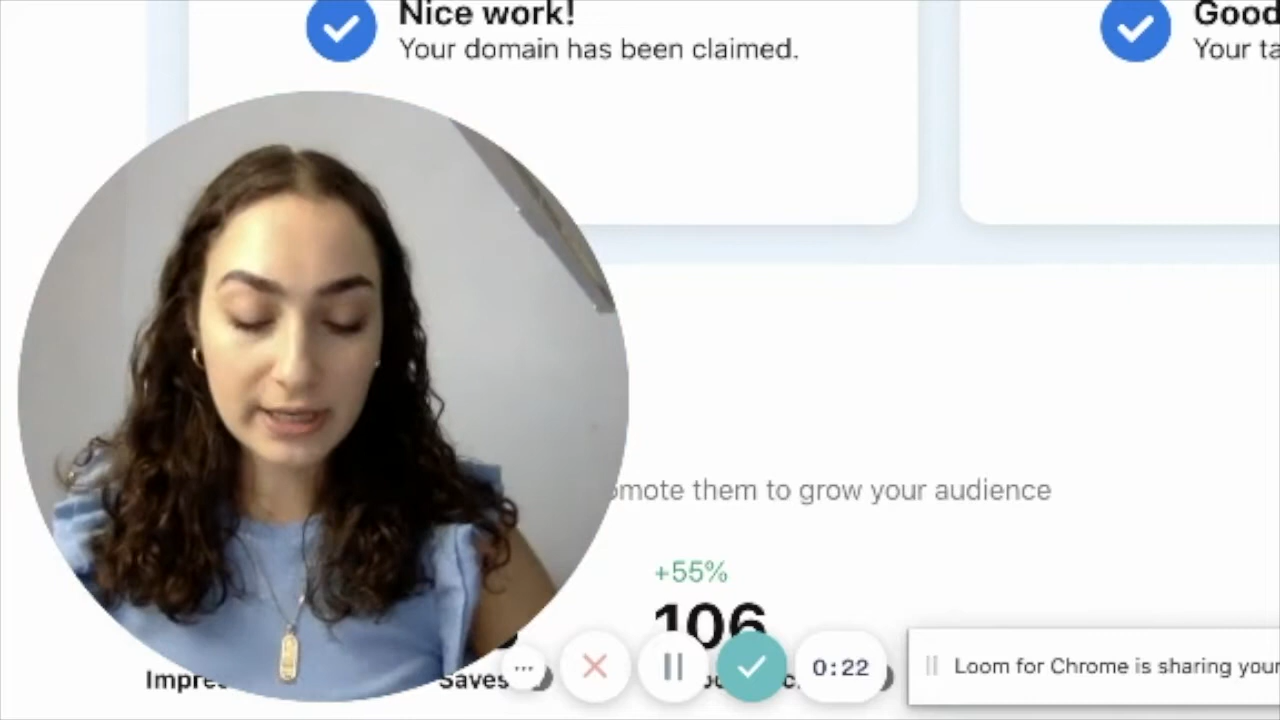 Nice work!
Your domain has been claimed.
Good
Your ta
omote them to grow your audience
+55%
106
Impre
Saves
0:22
Loom for Chrome is sharing your